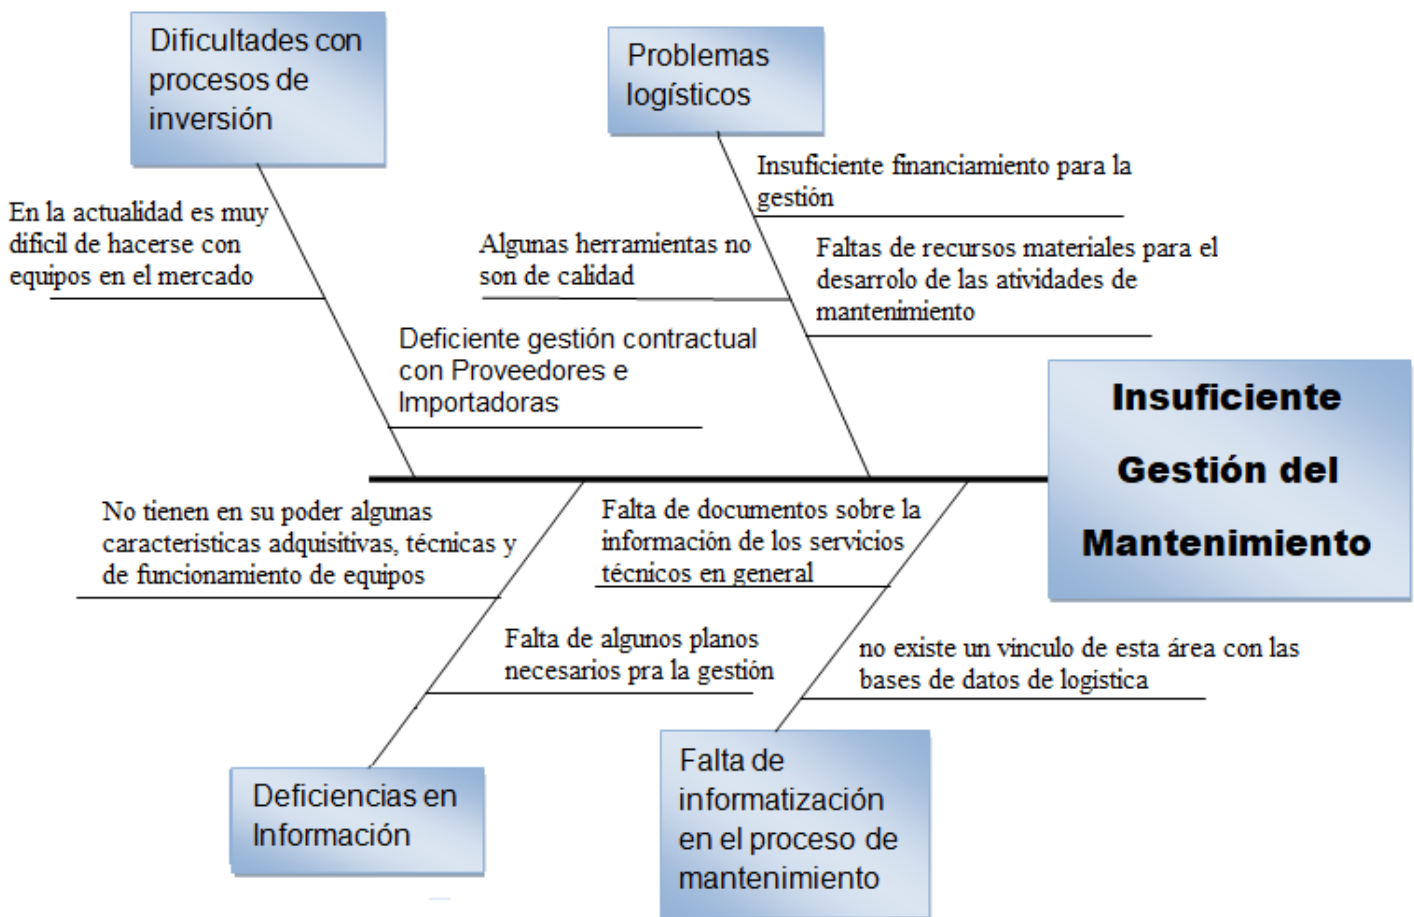 Dificultades con
procesos de
inversión
Problemas
logísticos
Insuficiente financiamiento para la
gestión
En la actualidad es muy
dificil de hacerse con
equipos en el mercado
Algunas herramientas no
son de calidad
Faltas de recursos materiales para el
desarrolo de las atividades de
mantenimiento
Deficiente gestión contractual
con Proveedores e
Importadoras
Insuficiente
Gestión del
Mantenimiento
No tienen en su poder algunas
características adquisitivas, técnicas y
de funcionamiento de equipos
Falta de documentos sobre la
información de los servicios
técnicos en general
Falta de algunos planos
necesarios pra la gestión
no existe un vinculo de esta área con las
bases de datos de logistica
Deficiencias en
Información
Falta de
informatización
en el proceso de
mantenimiento